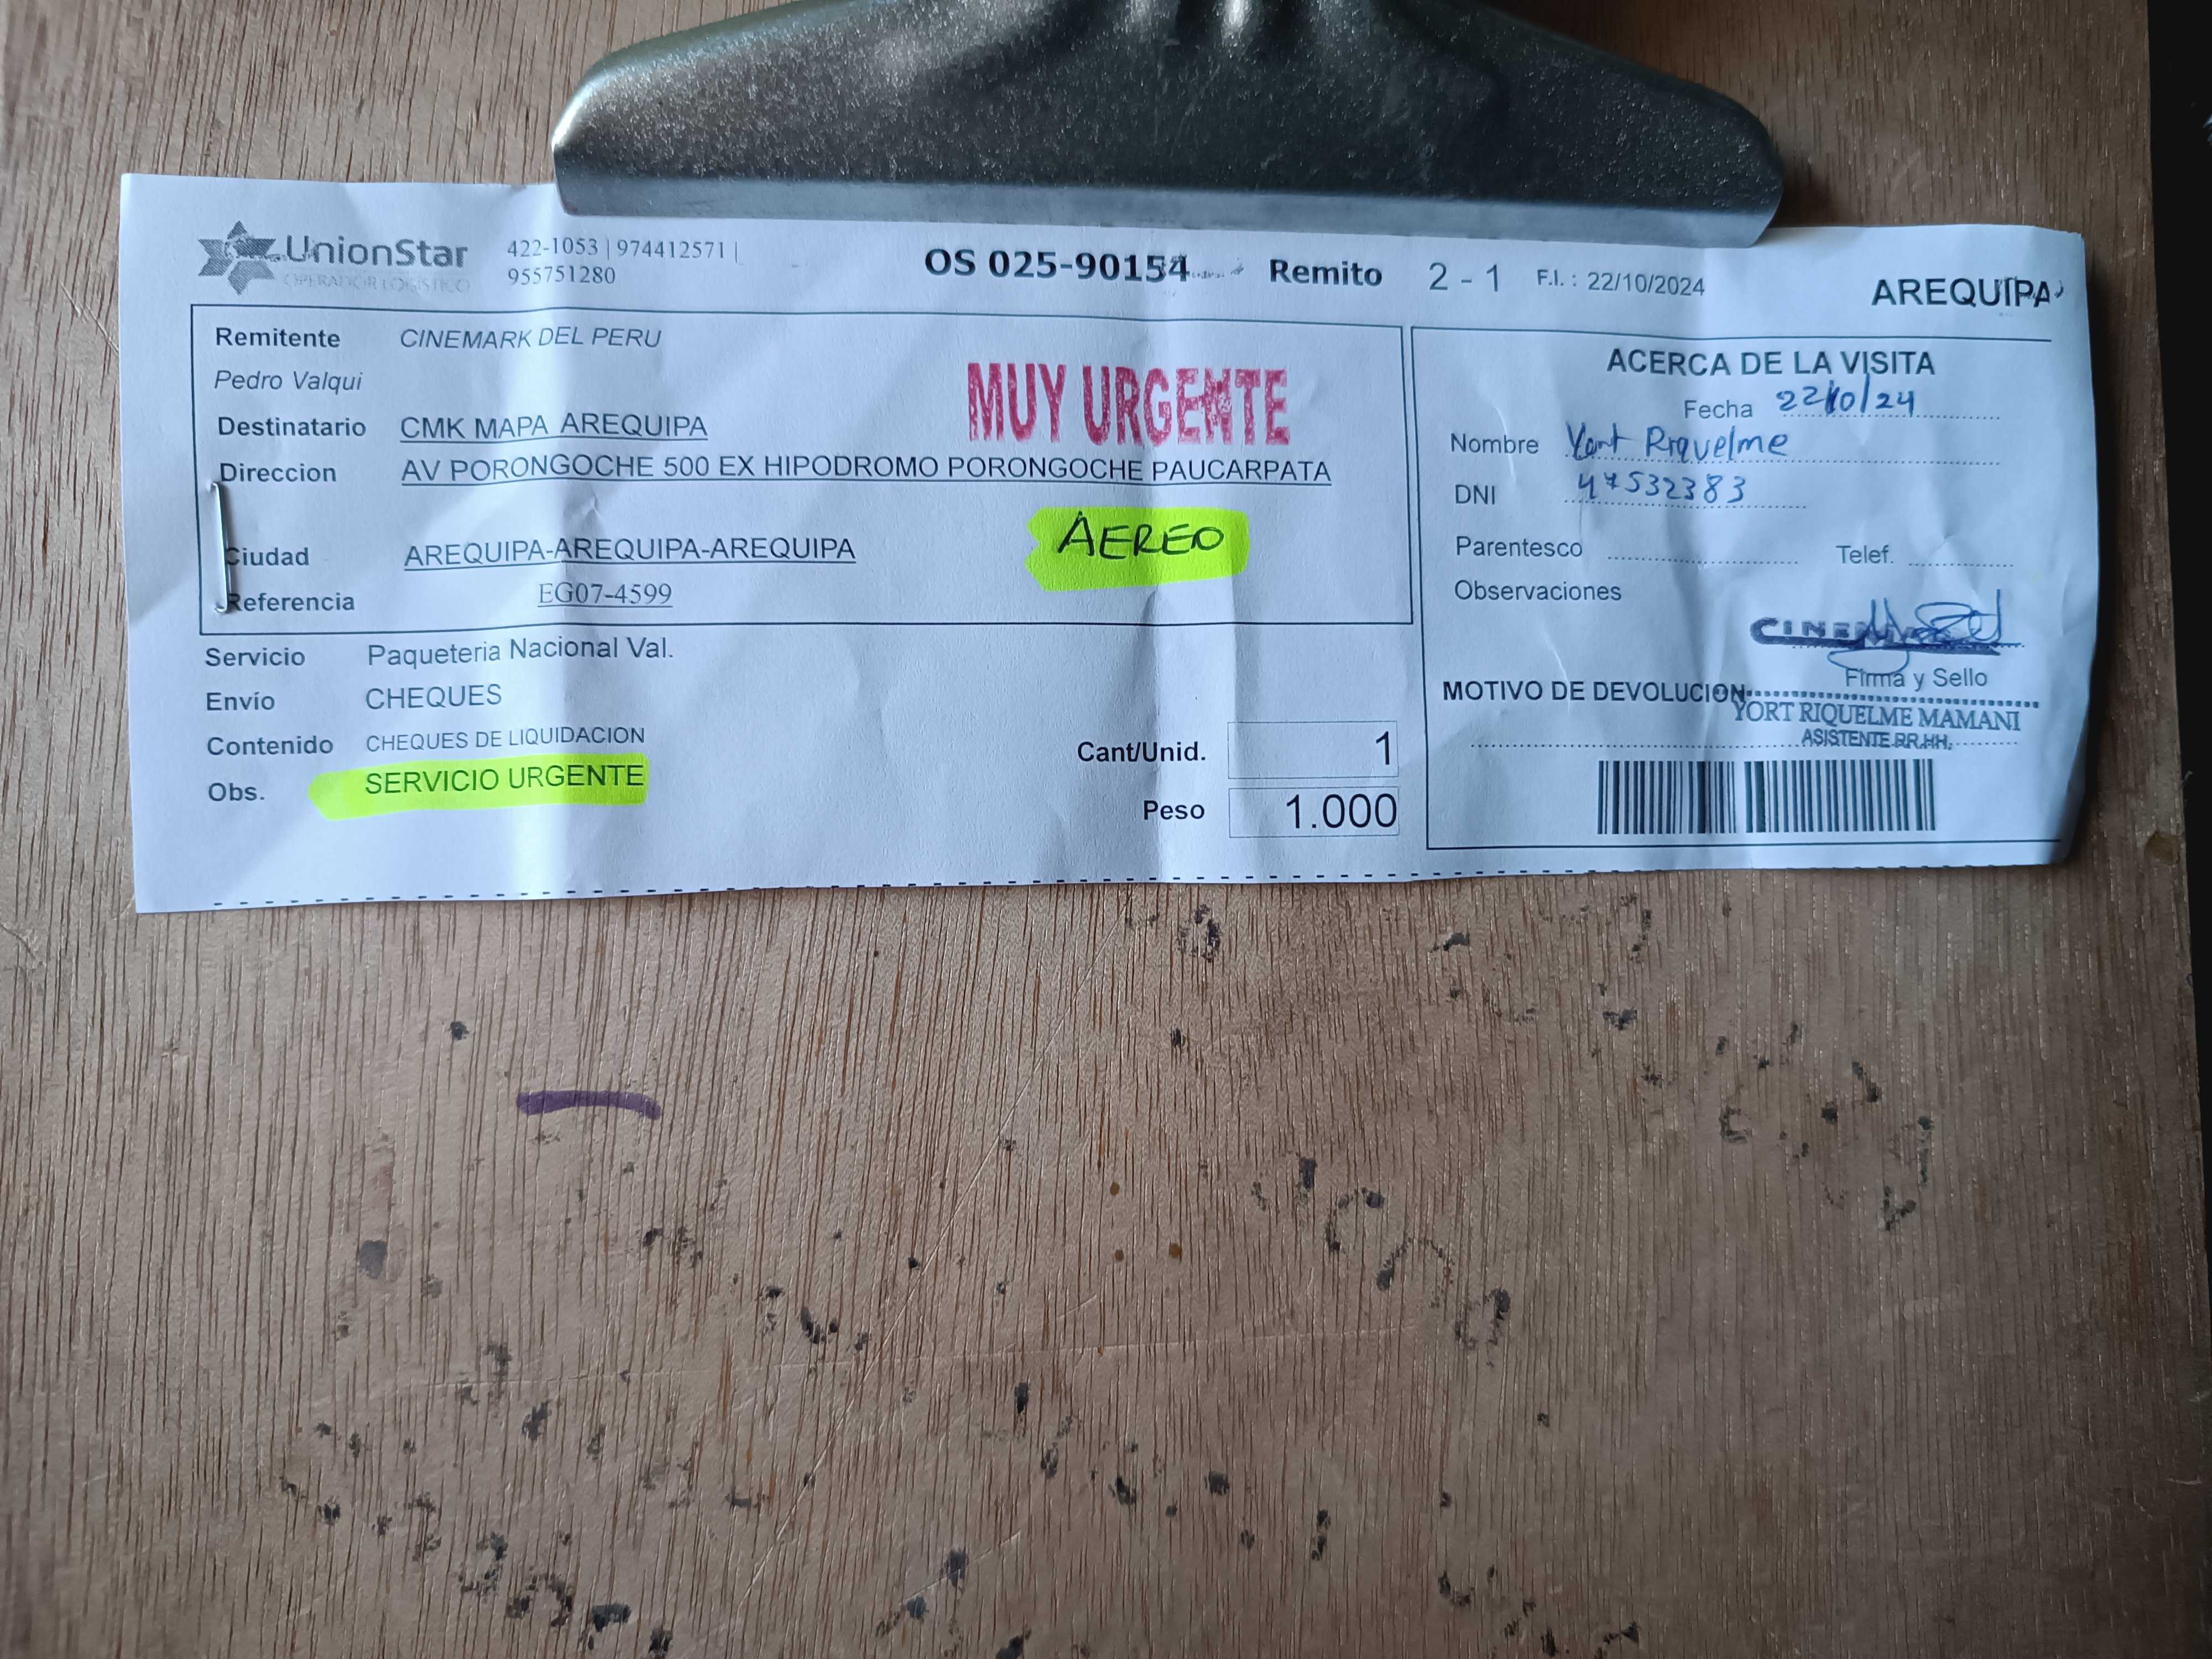 UnionStar
OPERADOR LOGISTICO
422-1053 | 974412571 |
955751280
OS 025-90154
Remito 2 - 1
F.I. : 22/10/2024
AREQUIPA
Remitente CINEMARK DEL PERU
Pedro Valqui
MUY URGENTE
Destinatario CMK MAPA AREQUIPA
Direccion AV PORONGOCHE 500 EX HIPODROMO PORONGOCHE PAUCARPATA
AEREO
Ciudad AREQUIPA-AREQUIPA-AREQUIPA
Referencia EG07-4599
Servicio Paqueteria Nacional Val.
Envío CHEQUES
Contenido CHEQUES DE LIQUIDACION
Obs. SERVICIO URGENTE
Cant/Unid. 1
Peso 1.000
ACERCA DE LA VISITA
Fecha 22/10/24
Nombre Yort Riquelme
DNI 47532383
Parentesco
Telef.
Observaciones
Firma y Sello
MOTIVO DE DEVOLUCION
YORT RIQUELME MAMANI
ASISTENTE RR.HH.